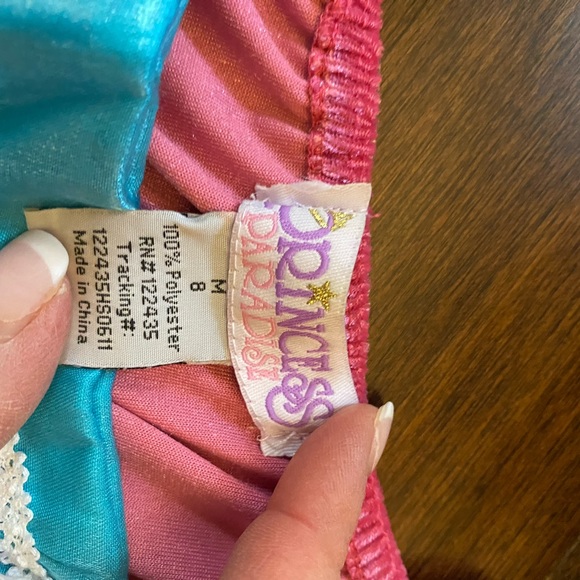 PRINCESS
PARADISE
M
8
100% Polyester
RN# 122435
Tracking#:
122435HS0611
Made in China